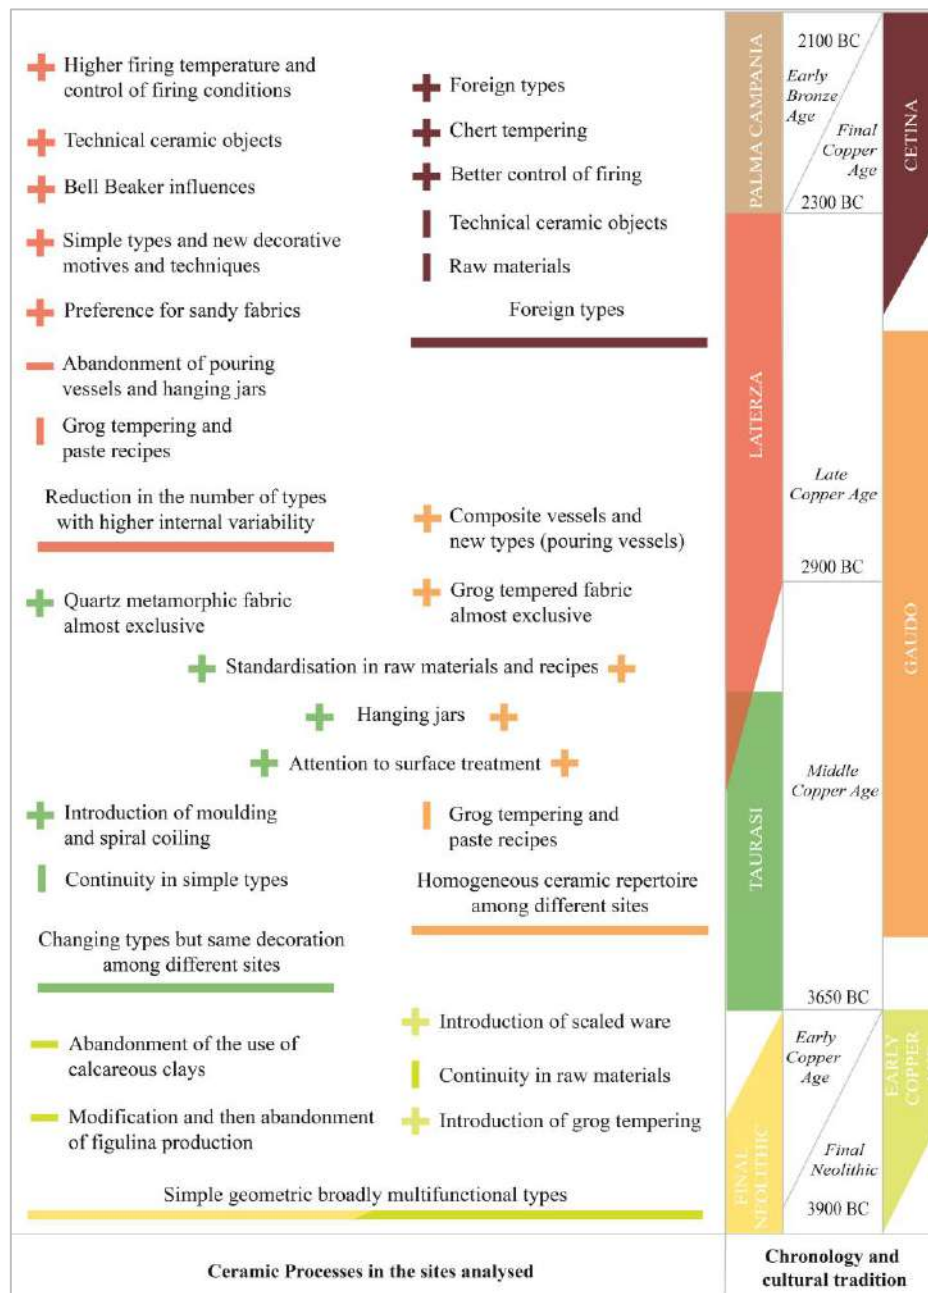 Higher firing temperature and
control of firing conditions
Technical ceramic objects
Bell Beaker influences
Simple types and new decorative
motives and techniques
Preference for sandy fabrics
Abandonment of pouring
vessels and hanging jars
Grog tempering and
paste recipes
Reduction in the number of types
with higher internal variability
Foreign types
Chert tempering
Better control of firing
Technical ceramic objects
Raw materials
Foreign types
Composite vessels and
new types (pouring vessels)
Quartz metamorphic fabric
almost exclusive
Grog tempered fabric
almost exclusive
Standardisation in raw materials and recipes
Hanging jars
Attention to surface treatment
Introduction of moulding
and spiral coiling
Continuity in simple types
Changing types but same decoration
among different sites
Grog tempering and
paste recipes
Homogeneous ceramic repertoire
among different sites
Abandonment of the use of
calcareous clays
Modification and then abandonment
of figulina production
Introduction of scaled ware
Continuity in raw materials
Introduction of grog tempering
Simple geometric broadly multifunctional types
Ceramic Processes in the sites analysed
PALMA CAMPANIA
LATERZA
TAURASI
FINAL
NEOLITHIC
2100 BC
Early
Bronze
Age
Final
Copper
Age
2300 BC
Late
Copper Age
2900 BC
Middle
Copper Age
3650 BC
Early
Copper
Age
Final
Neolithic
3900 BC
CETINA
GAUDO
EARLY
COPPER
Chronology and
cultural tradition